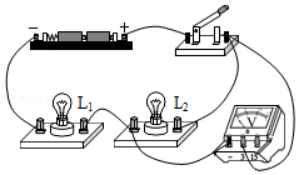 − +
L₁ L₂
V
− 3 15